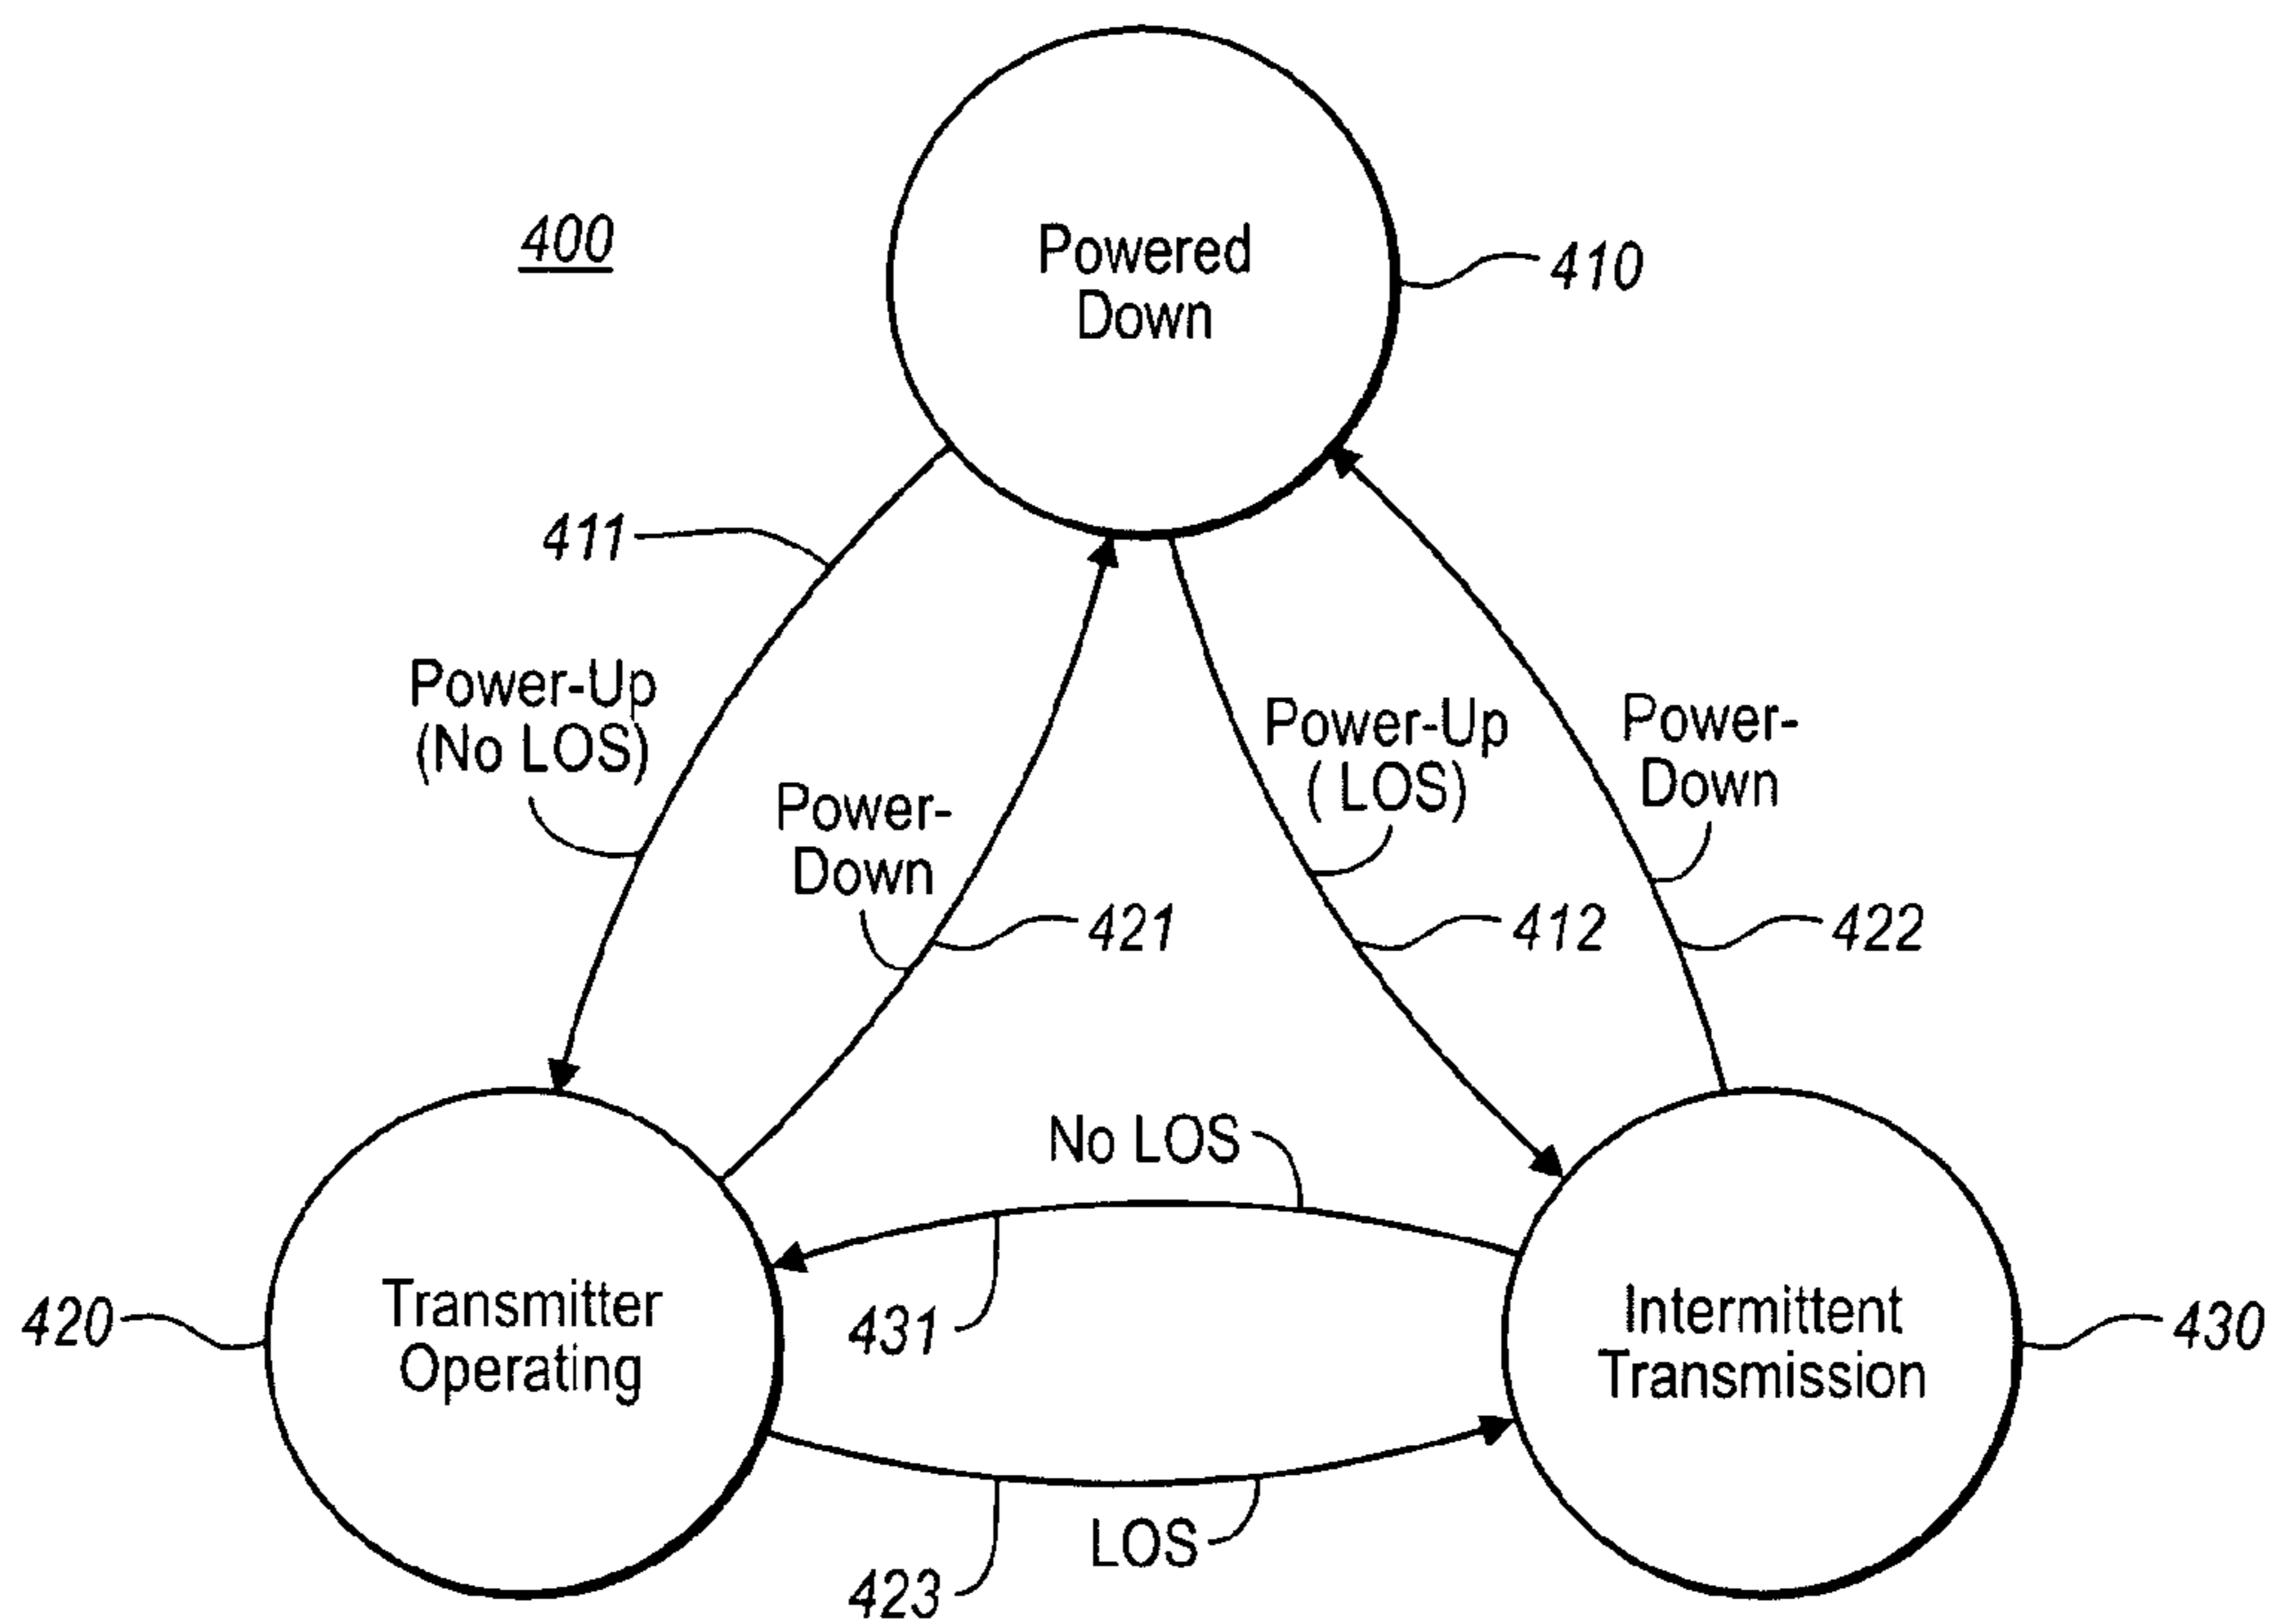 400
Powered
Down
410
411
Power-Up
(No LOS)
Power-
Down
421
Power-Up
( LOS)
412
Power-
Down
422
No LOS
431
420
Transmitter
Operating
Intermittent
Transmission
430
LOS
423